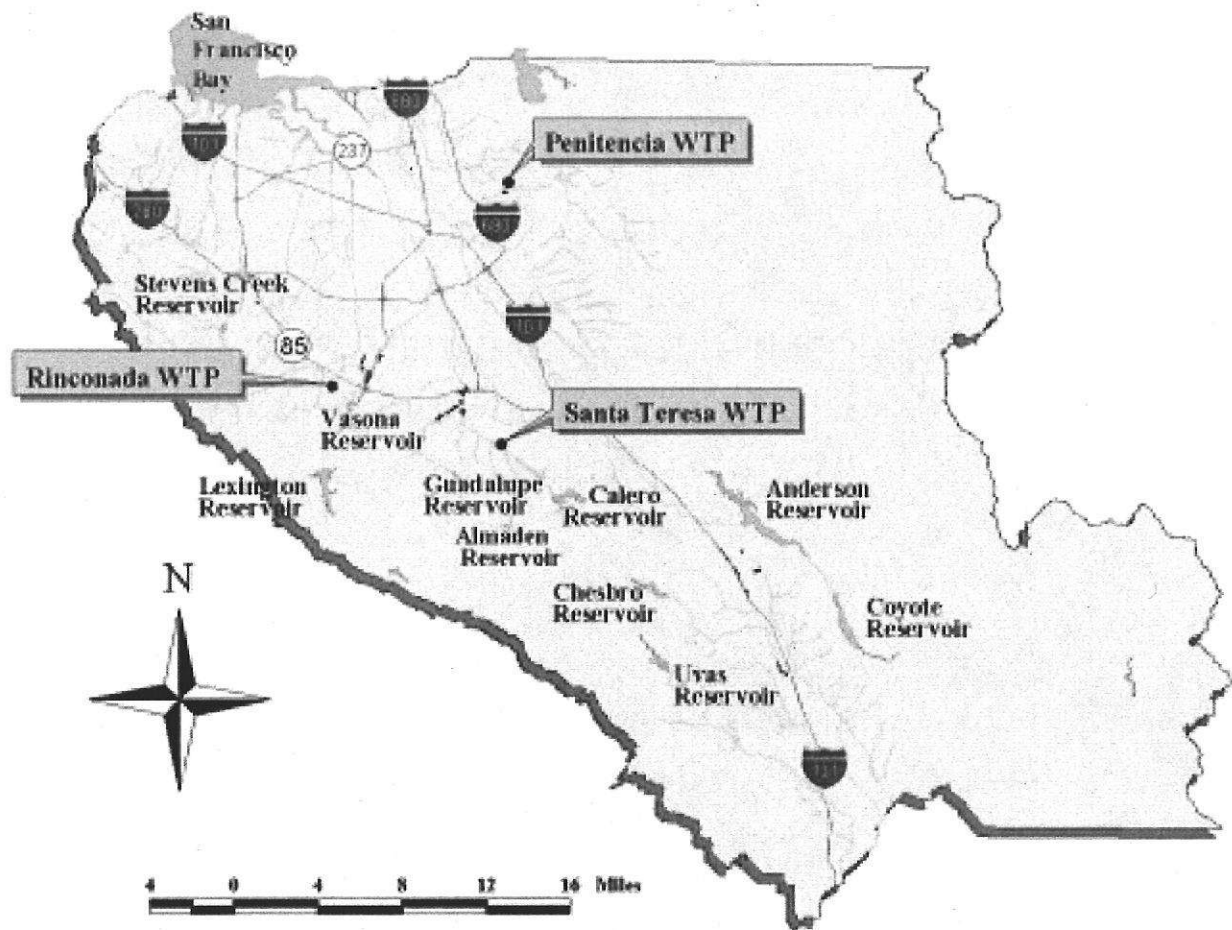 San
Francisco
Bay
880
Penitencia WTP
237
101
280
680
Stevens Creek
Reservoir
101
85
Rinconada WTP
Santa Teresa WTP
Vasona
Reservoir
Lexington
Reservoir
Guadalupe
Reservoir
Calero
Reservoir
Anderson
Reservoir
Almaden
Reservoir
N
Chesbro
Reservoir
Coyote
Reservoir
Uvas
Reservoir
101
4 0 4 8 12 16 Miles